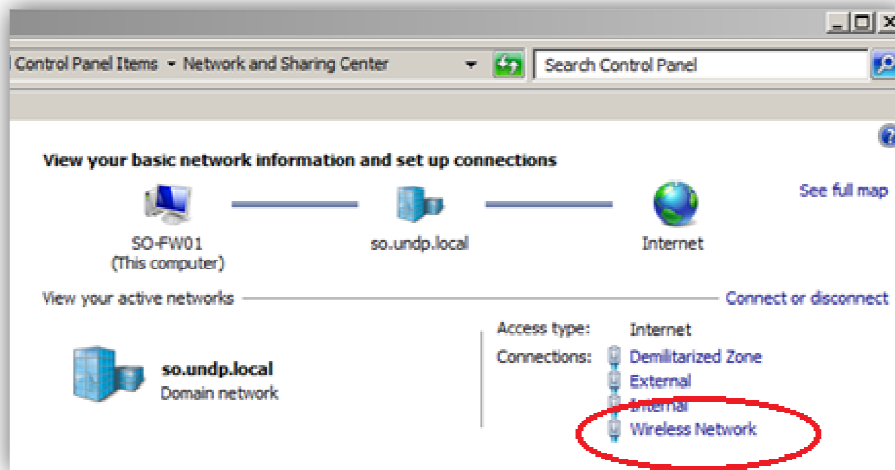 Control Panel Items
Network and Sharing Center
Search Control Panel
View your basic network information and set up connections
See full map
SO-FW01
(This computer)
so.undp.local
Internet
View your active networks
Connect or disconnect
so.undp.local
Domain network
Access type: Internet
Connections: Demilitarized Zone
External
Internal
Wireless Network